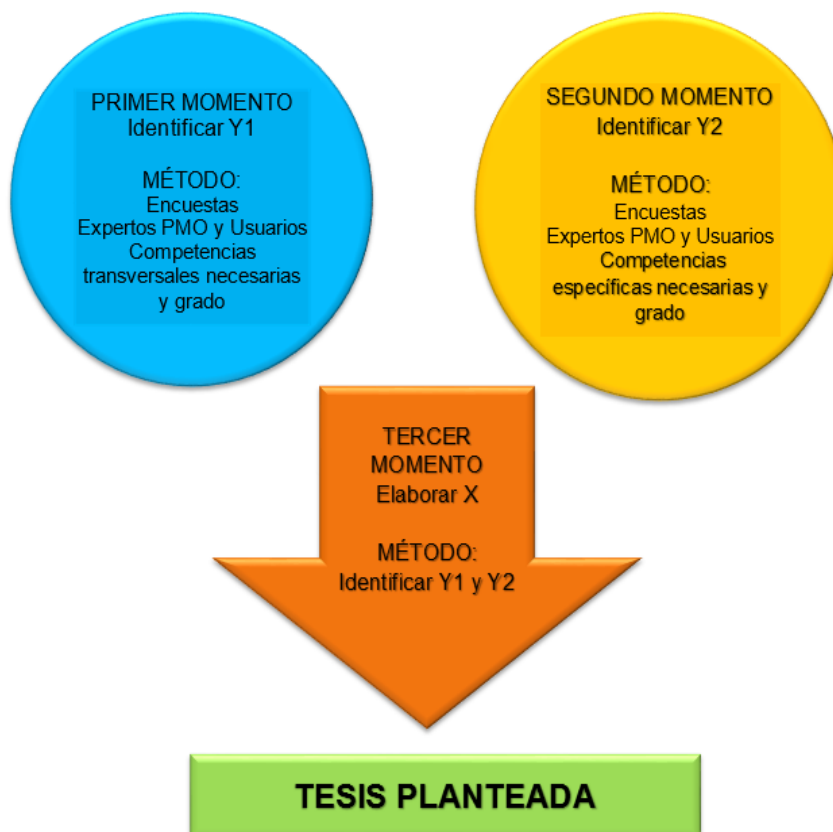 PRIMER MOMENTO
Identificar Y1
MÉTODO:
Encuestas
Expertos PMO y Usuarios
Competencias
transversales necesarias
y grado
SEGUNDO MOMENTO
Identificar Y2
MÉTODO:
Encuestas
Expertos PMO y Usuarios
Competencias
específicas necesarias y
grado
TERCER
MOMENTO
Elaborar X
MÉTODO:
Identificar Y1 y Y2
TESIS PLANTEADA